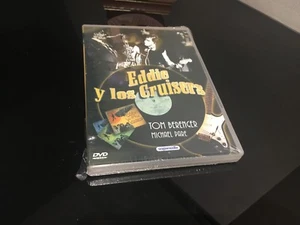 Eddie
y los Cruisers
TOM BERENGER
MICHAEL PARE
DVD